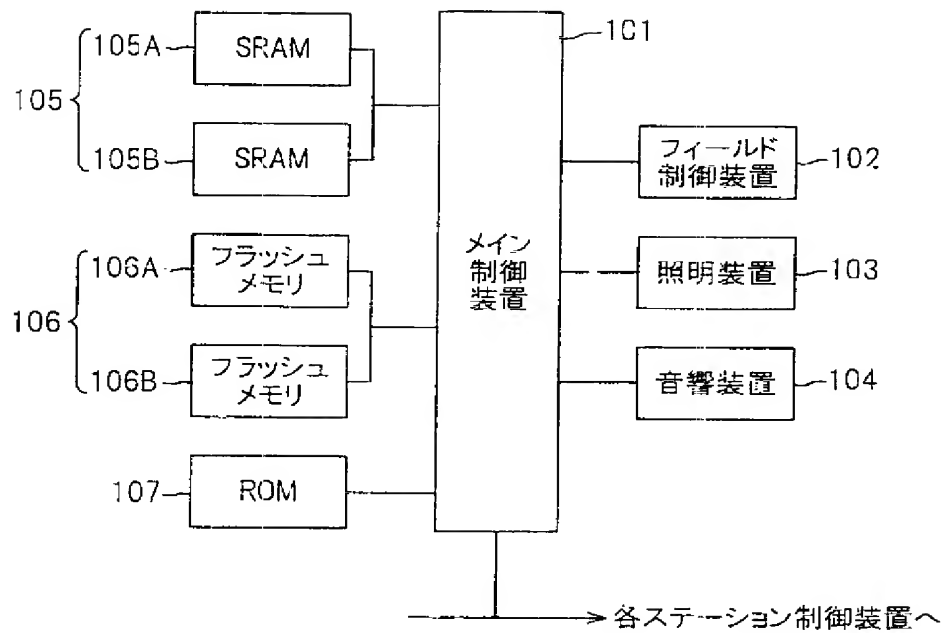 105
105A
SRAM
105B
SRAM
106
106A
フラッシュ
メモリ
106B
フラッシュ
メモリ
107
ROM
101
メイン
制御
装置
フィールド
制御装置
102
照明装置
103
音響装置
104
各ステーション制御装置へ